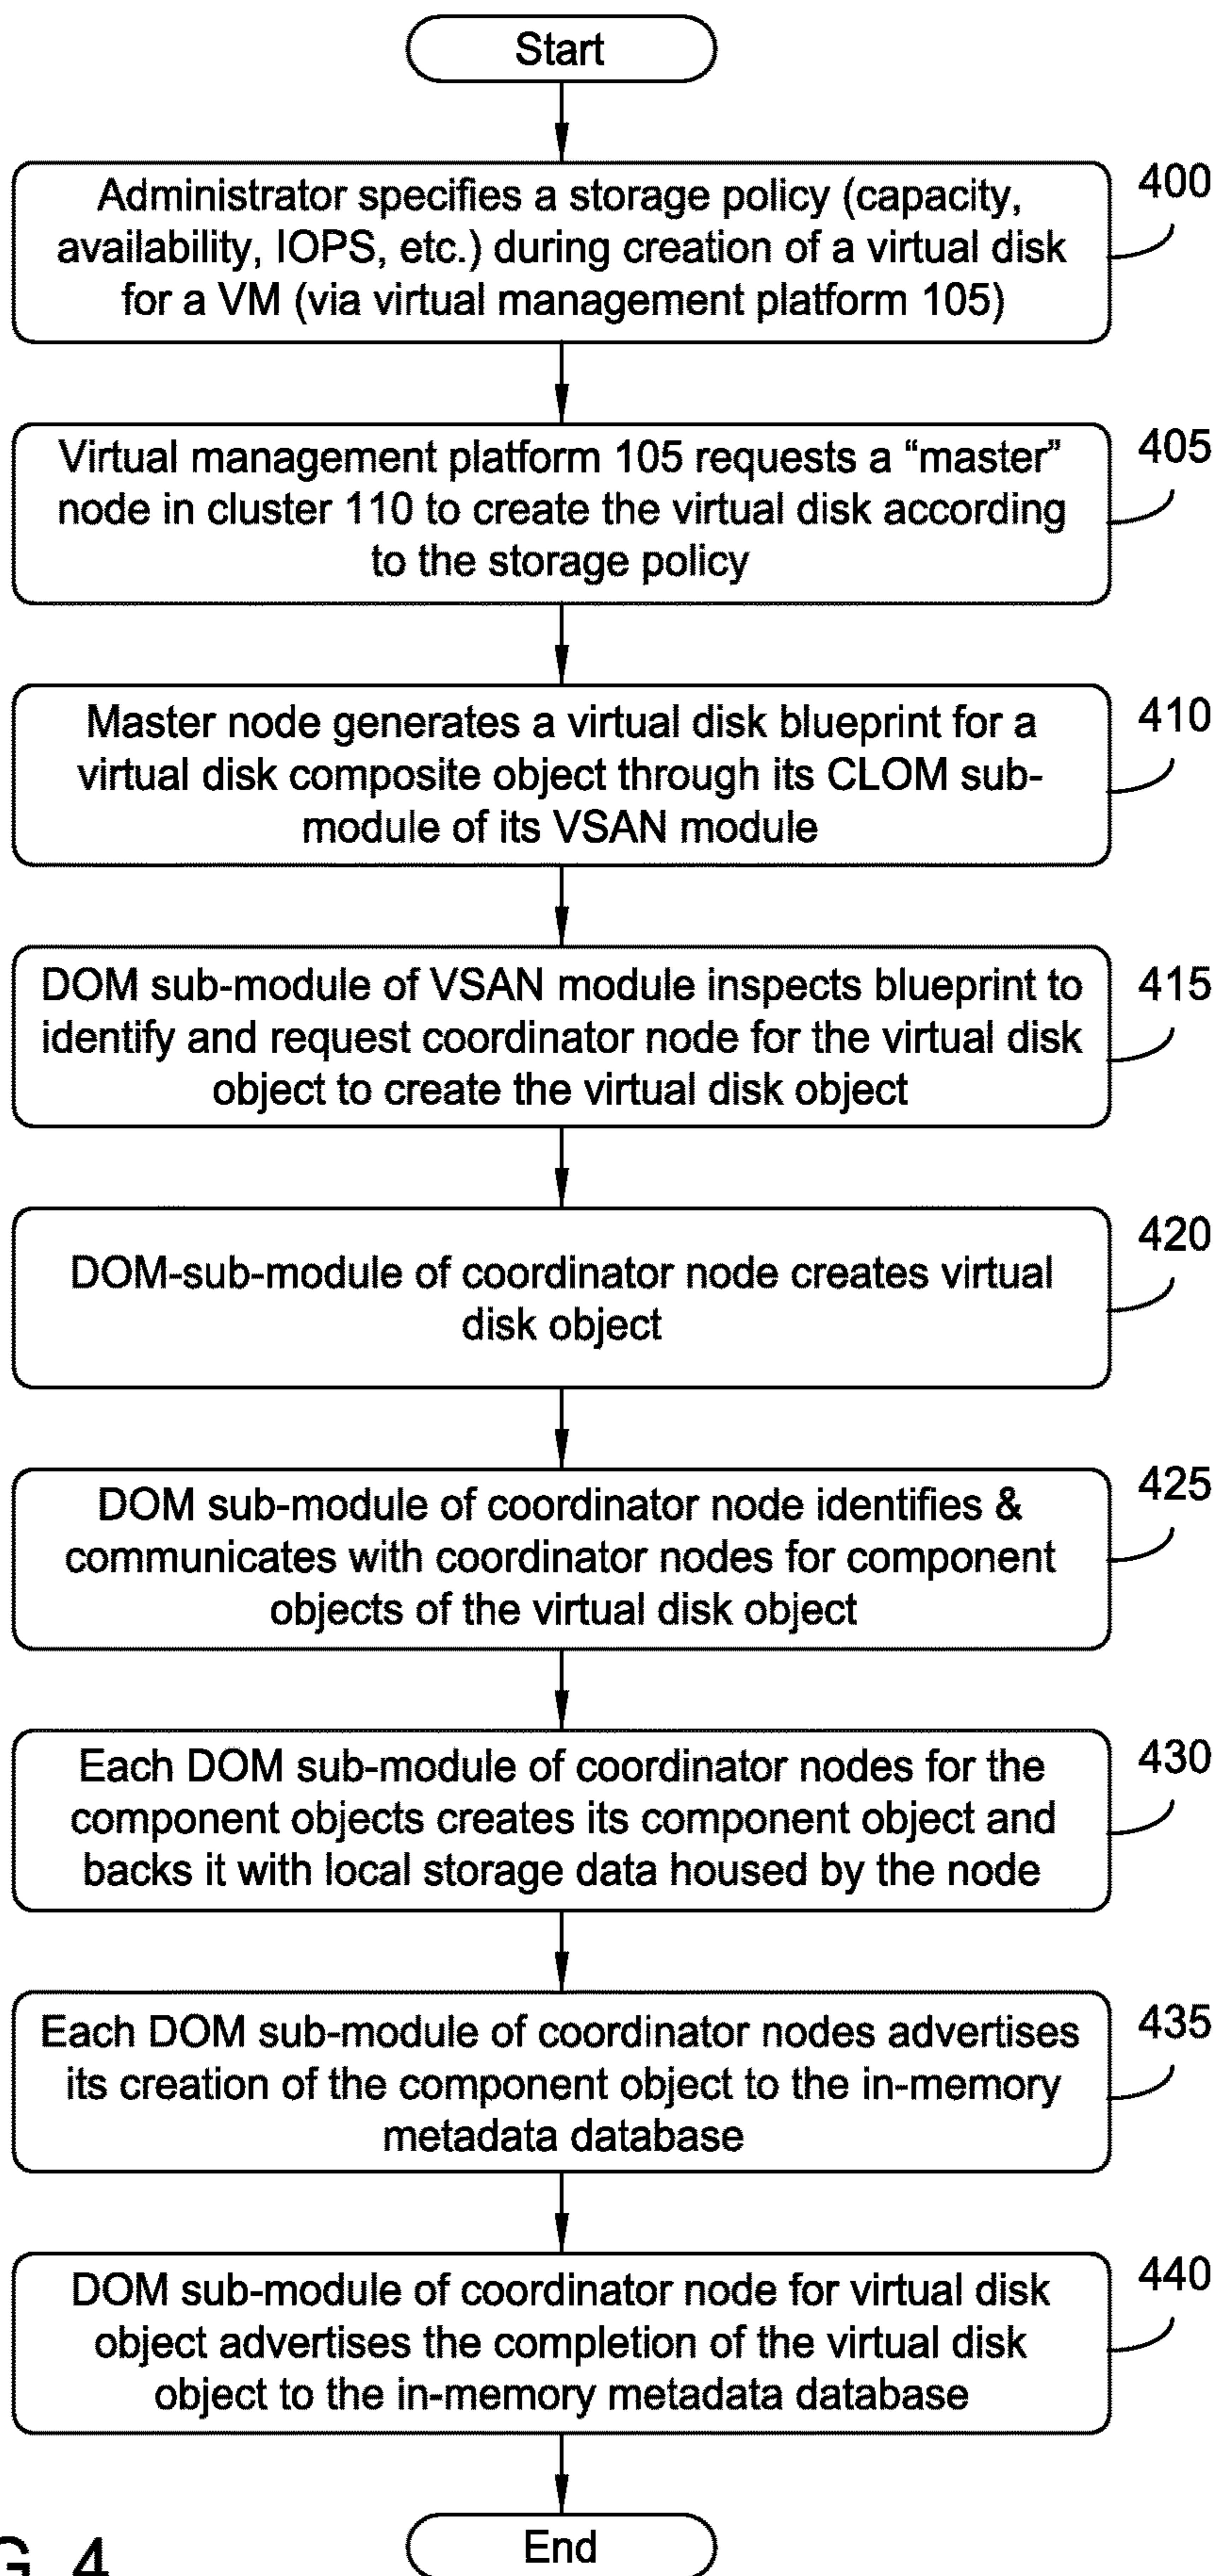 Start
Administrator specifies a storage policy (capacity,
availability, IOPS, etc.) during creation of a virtual disk
for a VM (via virtual management platform 105)
400
Virtual management platform 105 requests a “master”
node in cluster 110 to create the virtual disk according
to the storage policy
405
Master node generates a virtual disk blueprint for a
virtual disk composite object through its CLOM sub-
module of its VSAN module
410
DOM sub-module of VSAN module inspects blueprint to
identify and request coordinator node for the virtual disk
object to create the virtual disk object
415
DOM-sub-module of coordinator node creates virtual
disk object
420
DOM sub-module of coordinator node identifies &
communicates with coordinator nodes for component
objects of the virtual disk object
425
Each DOM sub-module of coordinator nodes for the
component objects creates its component object and
backs it with local storage data housed by the node
430
Each DOM sub-module of coordinator nodes advertises
its creation of the component object to the in-memory
metadata database
435
DOM sub-module of coordinator node for virtual disk
object advertises the completion of the virtual disk
object to the in-memory metadata database
440
End
4